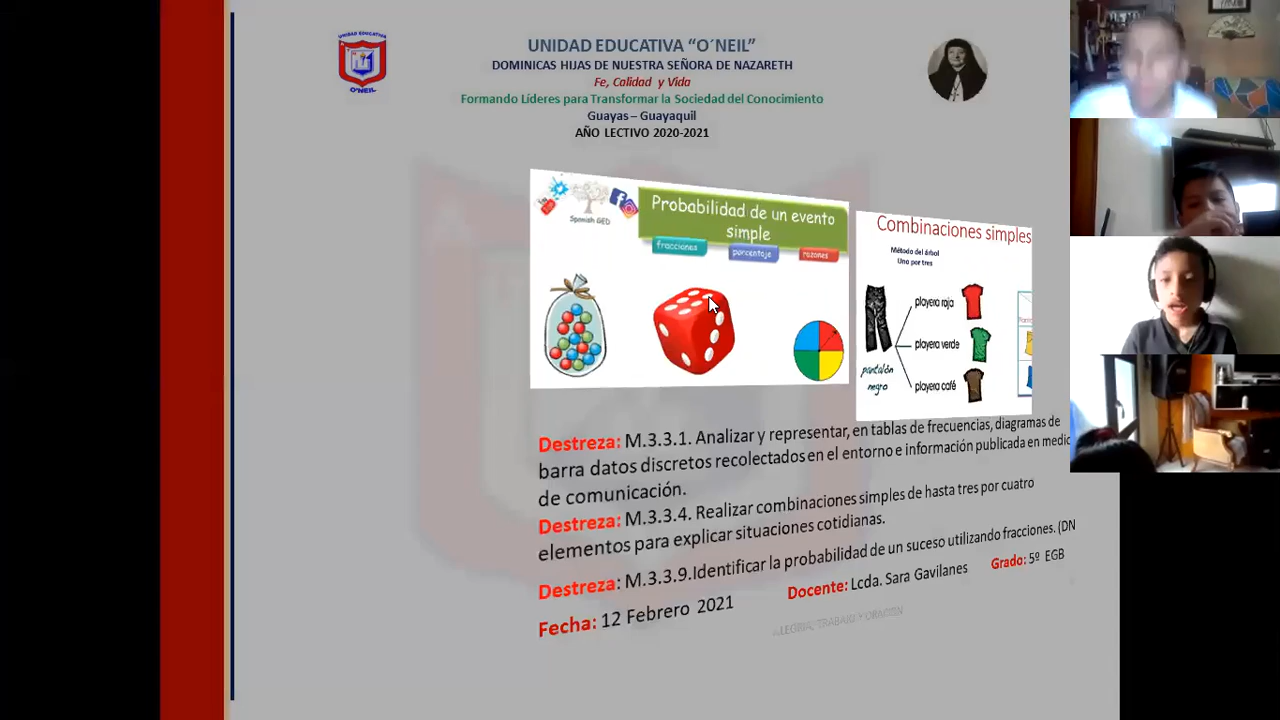 UNIDAD EDUCATIVA
O´NEIL
UNIDAD EDUCATIVA “O´NEIL”
DOMINICAS HIJAS DE NUESTRA SEÑORA DE NAZARETH
Fe, Calidad y Vida
Formando Líderes para Transformar la Sociedad del Conocimiento
Guayas – Guayaquil
AÑO LECTIVO 2020-2021
Spanish GED
Probabilidad de un evento
simple
fracciones porcentaje razones
Combinaciones simples
Método del árbol
Uno por tres
playera roja
playera verde
playera café
pantalón
negro
Destreza: M.3.3.1. Analizar y representar, en tablas de frecuencias, diagramas de
barra datos discretos recolectados en el entorno e información publicada en medio
de comunicación.
Destreza: M.3.3.4. Realizar combinaciones simples de hasta tres por cuatro
elementos para explicar situaciones cotidianas.
Destreza: M.3.3.9.Identificar la probabilidad de un suceso utilizando fracciones. (DN
Fecha: 12 Febrero 2021 Docente: Lcda. Sara Gavilanes Grado: 5º EGB
ALEGRIA, TRABAJO Y ORACION